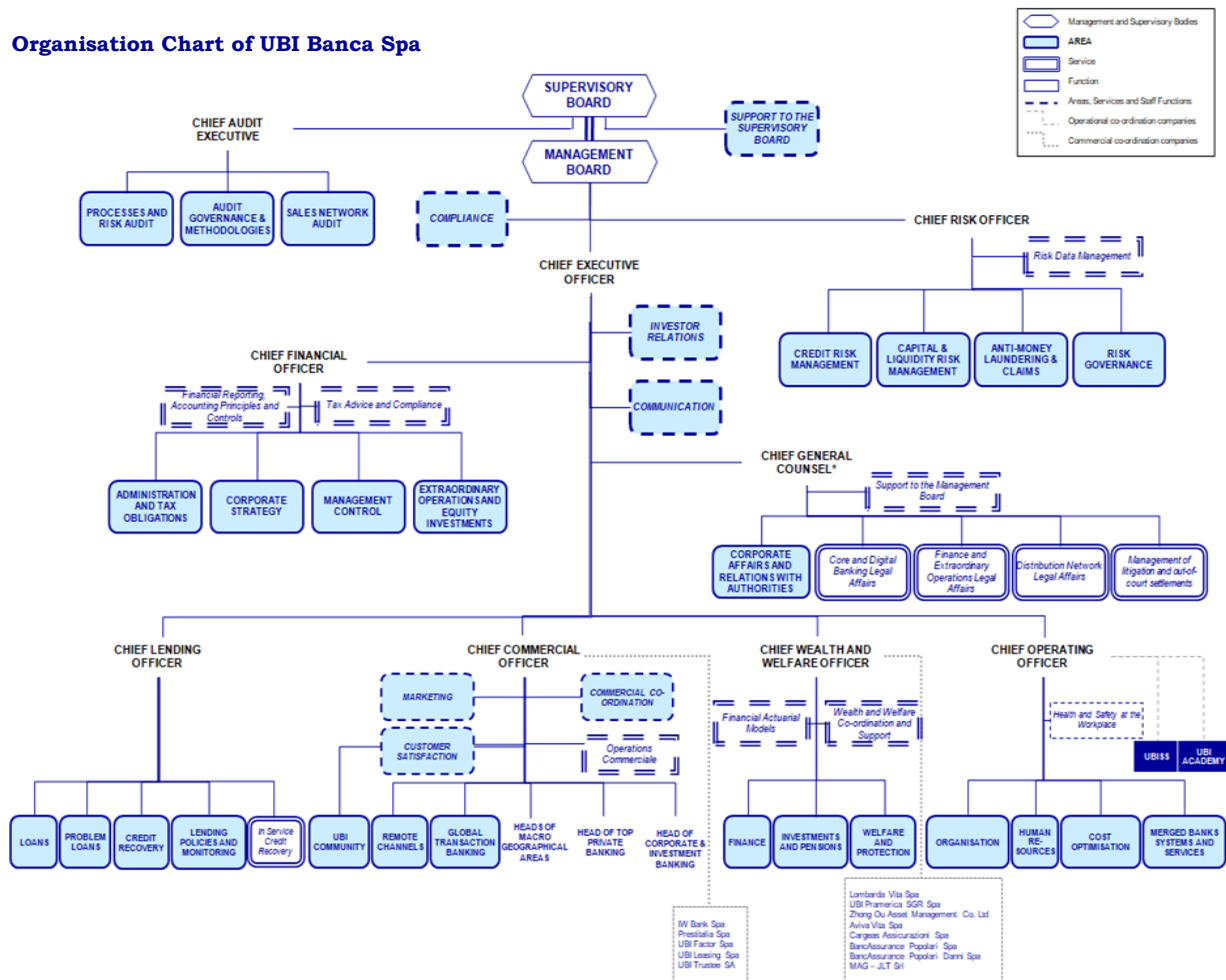 Organisation Chart of UBI Banca Spa
Management and Supervisory Bodies
AREA
Service
Function
Areas, Services and Staff Functions
Operational co-ordination companies
Commercial co-ordination companies
SUPERVISORY
BOARD
SUPPORT TO THE
SUPERVISORY
BOARD
CHIEF AUDIT
EXECUTIVE
MANAGEMENT
BOARD
PROCESSES AND
RISK AUDIT
AUDIT
GOVERNANCE &
METHODOLOGIES
SALES NETWORK
AUDIT
COMPLIANCE
CHIEF RISK OFFICER
Risk Data Management
CREDIT RISK
MANAGEMENT
CAPITAL &
LIQUIDITY RISK
MANAGEMENT
ANTI-MONEY
LAUNDERING &
CLAIMS
RISK
GOVERNANCE
CHIEF EXECUTIVE
OFFICER
INVESTOR
RELATIONS
COMMUNICATION
CHIEF FINANCIAL
OFFICER
Financial Reporting,
Accounting Principles and
Controls
Tax Advice and Compliance
ADMINISTRATION
AND TAX
OBLIGATIONS
CORPORATE
STRATEGY
MANAGEMENT
CONTROL
EXTRAORDINARY
OPERATIONS AND
EQUITY
INVESTMENTS
CHIEF GENERAL
COUNSEL*
Support to the Management
Board
CORPORATE
AFFAIRS AND
RELATIONS WITH
AUTHORITIES
Core and Digital
Banking Legal
Affairs
Finance and
Extraordinary
Operations Legal
Affairs
Distribution Network
Legal Affairs
Management of
litigation and out-of-
court settlements
CHIEF LENDING
OFFICER
LOANS
PROBLEM
LOANS
CREDIT
RECOVERY
LENDING
POLICIES AND
MONITORING
In Service
Credit
Recovery
CHIEF COMMERCIAL
OFFICER
MARKETING
COMMERCIAL CO-
ORDINATION
CUSTOMER
SATISFACTION
Operations
Commerciale
UBI
COMMUNITY
REMOTE
CHANNELS
GLOBAL
TRANSACTION
BANKING
HEADS OF
MACRO
GEOGRAPHICAL
AREAS
HEAD OF TOP
PRIVATE
BANKING
HEAD OF
CORPORATE &
INVESTMENT
BANKING
IW Bank Spa
Prestitalia Spa
UBI Factor Spa
UBI Leasing Spa
UBI Trustee SA
CHIEF WEALTH AND
WELFARE OFFICER
Financial Actuarial
Models
Wealth and Welfare
Co-ordination and
Support
FINANCE
INVESTMENTS
AND PENSIONS
WELFARE
AND
PROTECTION
Lombarda Vita Spa
UBI Pramerica SGR Spa
Zhong Ou Asset Management Co. Ltd
Aviva Vita Spa
Cargeas Assicurazioni Spa
BancAssurance Popolari Spa
BancAssurance Popolari Danni Spa
MAG – JLT Srl
CHIEF OPERATING
OFFICER
Health and Safety at the
Workplace
UBISS
UBI
ACADEMY
ORGANISATION
HUMAN
RE-
SOURCES
COST
OPTIMISATION
MERGED BANKS
SYSTEMS AND
SERVICES